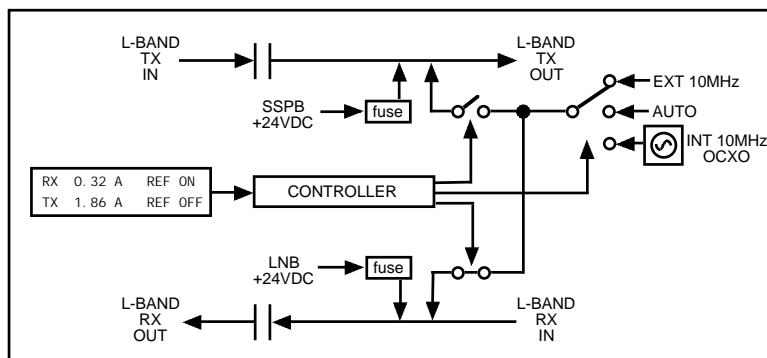 L-BAND
TX
IN
L-BAND
TX
OUT
EXT 10MHz
AUTO
INT 10MHz
OCXO
SSPB
+24VDC
fuse
RX 0.32 A REF ON
TX 1.86 A REF OFF
CONTROLLER
LNB
+24VDC
fuse
L-BAND
RX
OUT
L-BAND
RX
IN